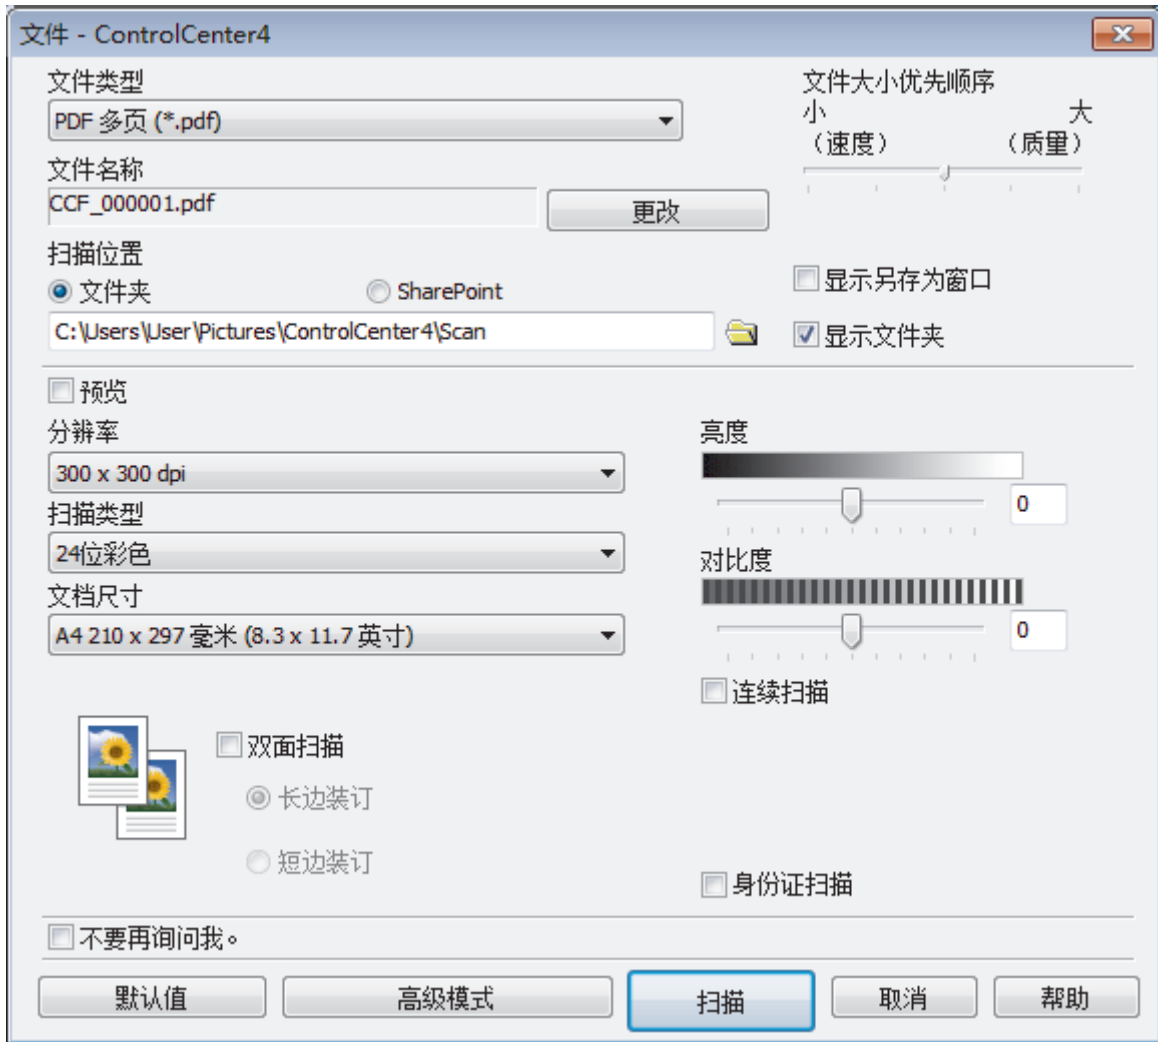 文件 - ControlCenter4
文件类型
PDF 多页 (*.pdf)
文件大小优先顺序
小 大
（速度） （质量）
文件名称
CCF_000001.pdf
更改
扫描位置
文件夹
SharePoint
显示另存为窗口
C:\Users\User\Pictures\ControlCenter4\Scan
显示文件夹
预览
分辨率
300 x 300 dpi
扫描类型
24位彩色
文档尺寸
A4 210 x 297 毫米 (8.3 x 11.7 英寸)
亮度
0
对比度
0
连续扫描
双面扫描
长边装订
短边装订
身份证扫描
不要再询问我。
默认值
高级模式
扫描
取消
帮助